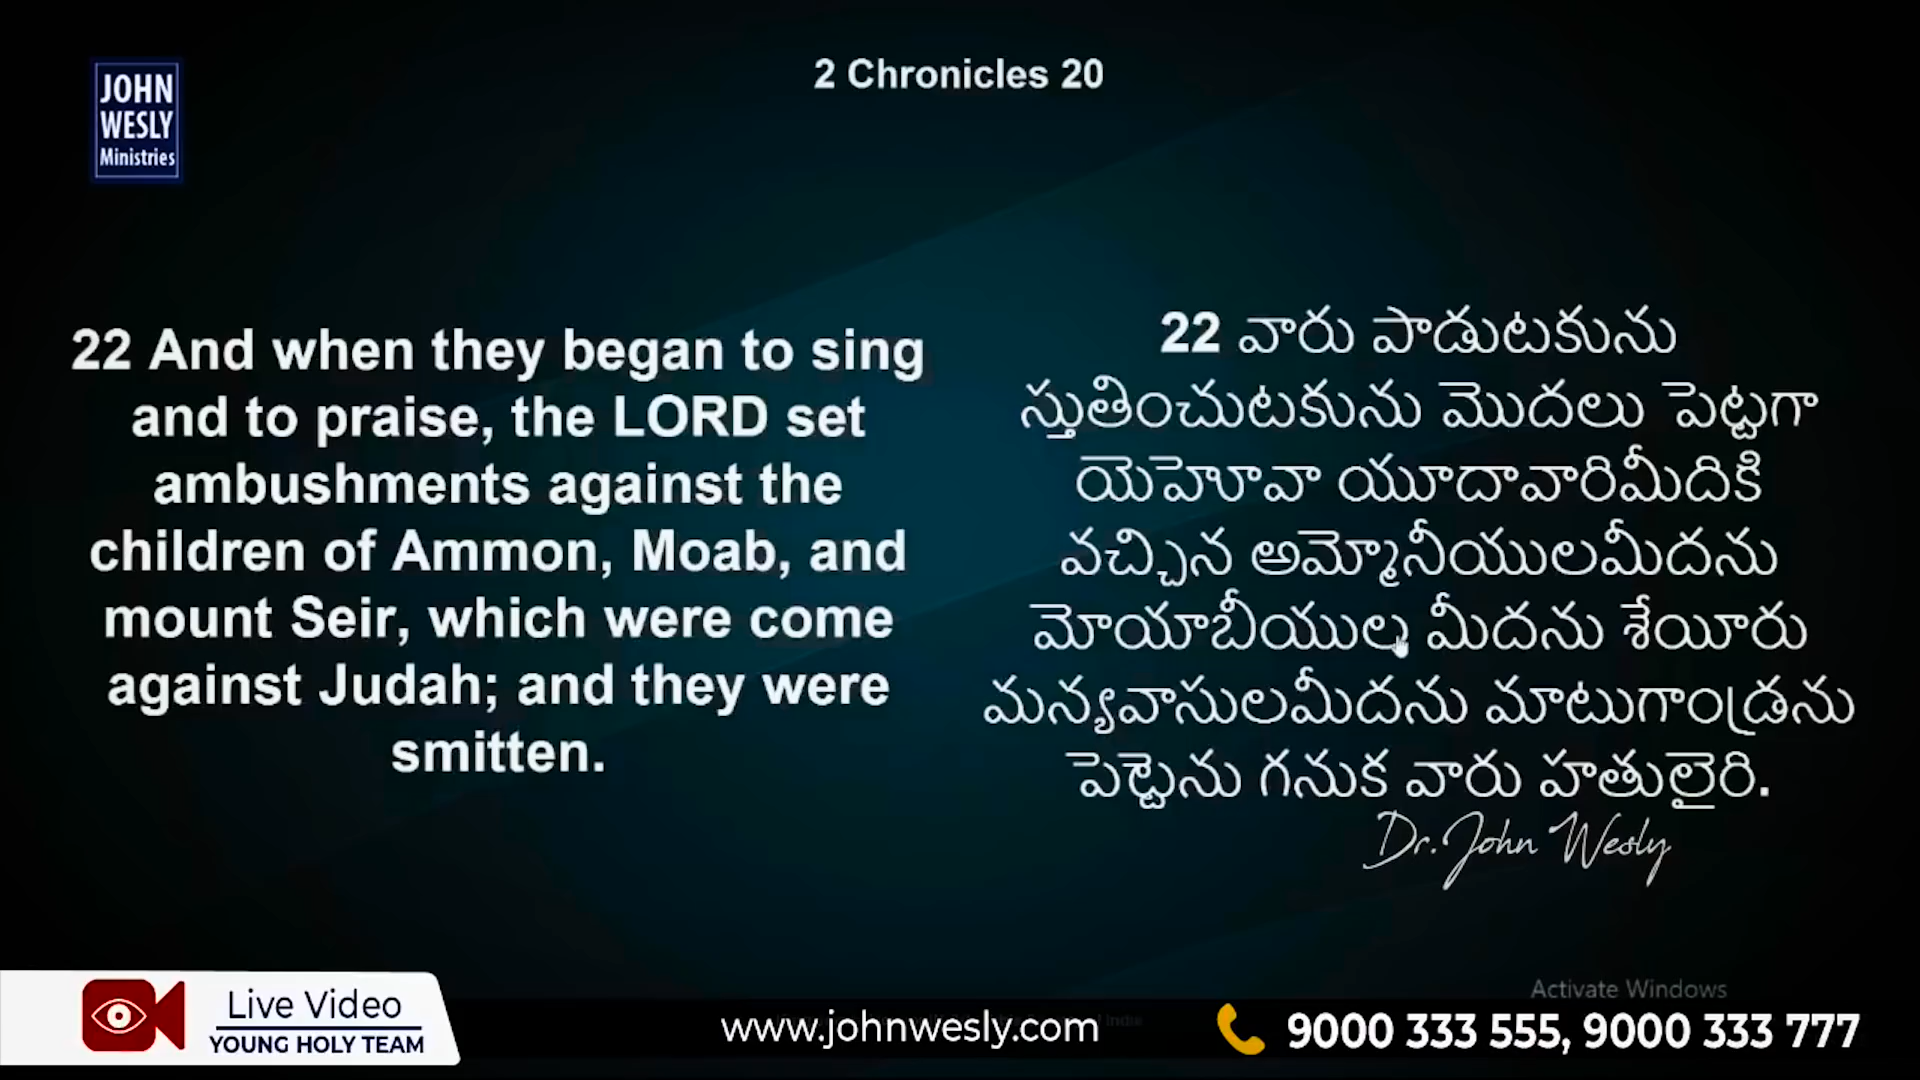 2 Chronicles 20
JOHN
WESLY
Ministries
22 And when they began to sing
and to praise, the LORD set
ambushments against the
children of Ammon, Moab, and
mount Seir, which were come
against Judah; and they were
smitten.
22 వారు పాడుటకును
స్తుతించుటకును మొదలు పెట్టగా
యెహోవా యూదావారిమీదికి
వచ్చిన అమ్మోనీయులమీదను
మోయాబీయుల మీదను శేయీరు
మన్యవాసులమీదను మాటుగాండ్రను
పెట్టెను గనుక వారు హతులైరి.
Dr. John Wesly
Activate Windows
Live Video
YOUNG HOLY TEAM
www.johnwesly.com
9000 333 555, 9000 333 777